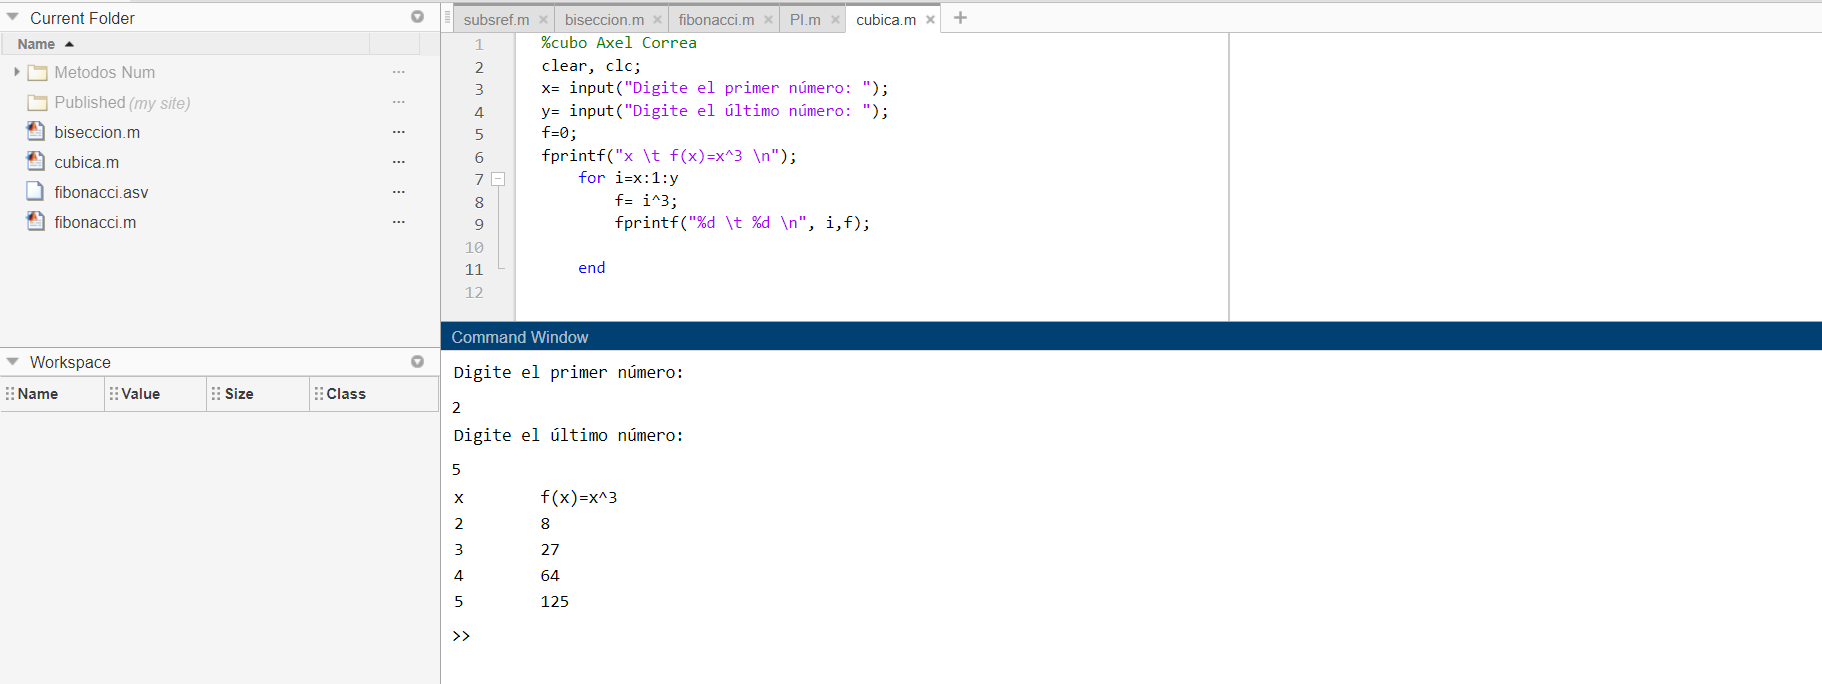 Current Folder
Name
Metodos Num
Published (my site)
biseccion.m
cubica.m
fibonacci.asv
fibonacci.m
Workspace
Name Value Size Class
subsref.m biseccion.m fibonacci.m PI.m cubica.m
1 %cubo Axel Correa
2 clear, clc;
3 x= input("Digite el primer número: ");
4 y= input("Digite el último número: ");
5 f=0;
6 fprintf("x \t f(x)=x^3 \n");
7 for i=x:1:y
8 f= i^3;
9 fprintf("%d \t %d \n", i,f);
10
11 end
12
Command Window
Digite el primer número:
2
Digite el último número:
5
x f(x)=x^3
2 8
3 27
4 64
5 125
>>